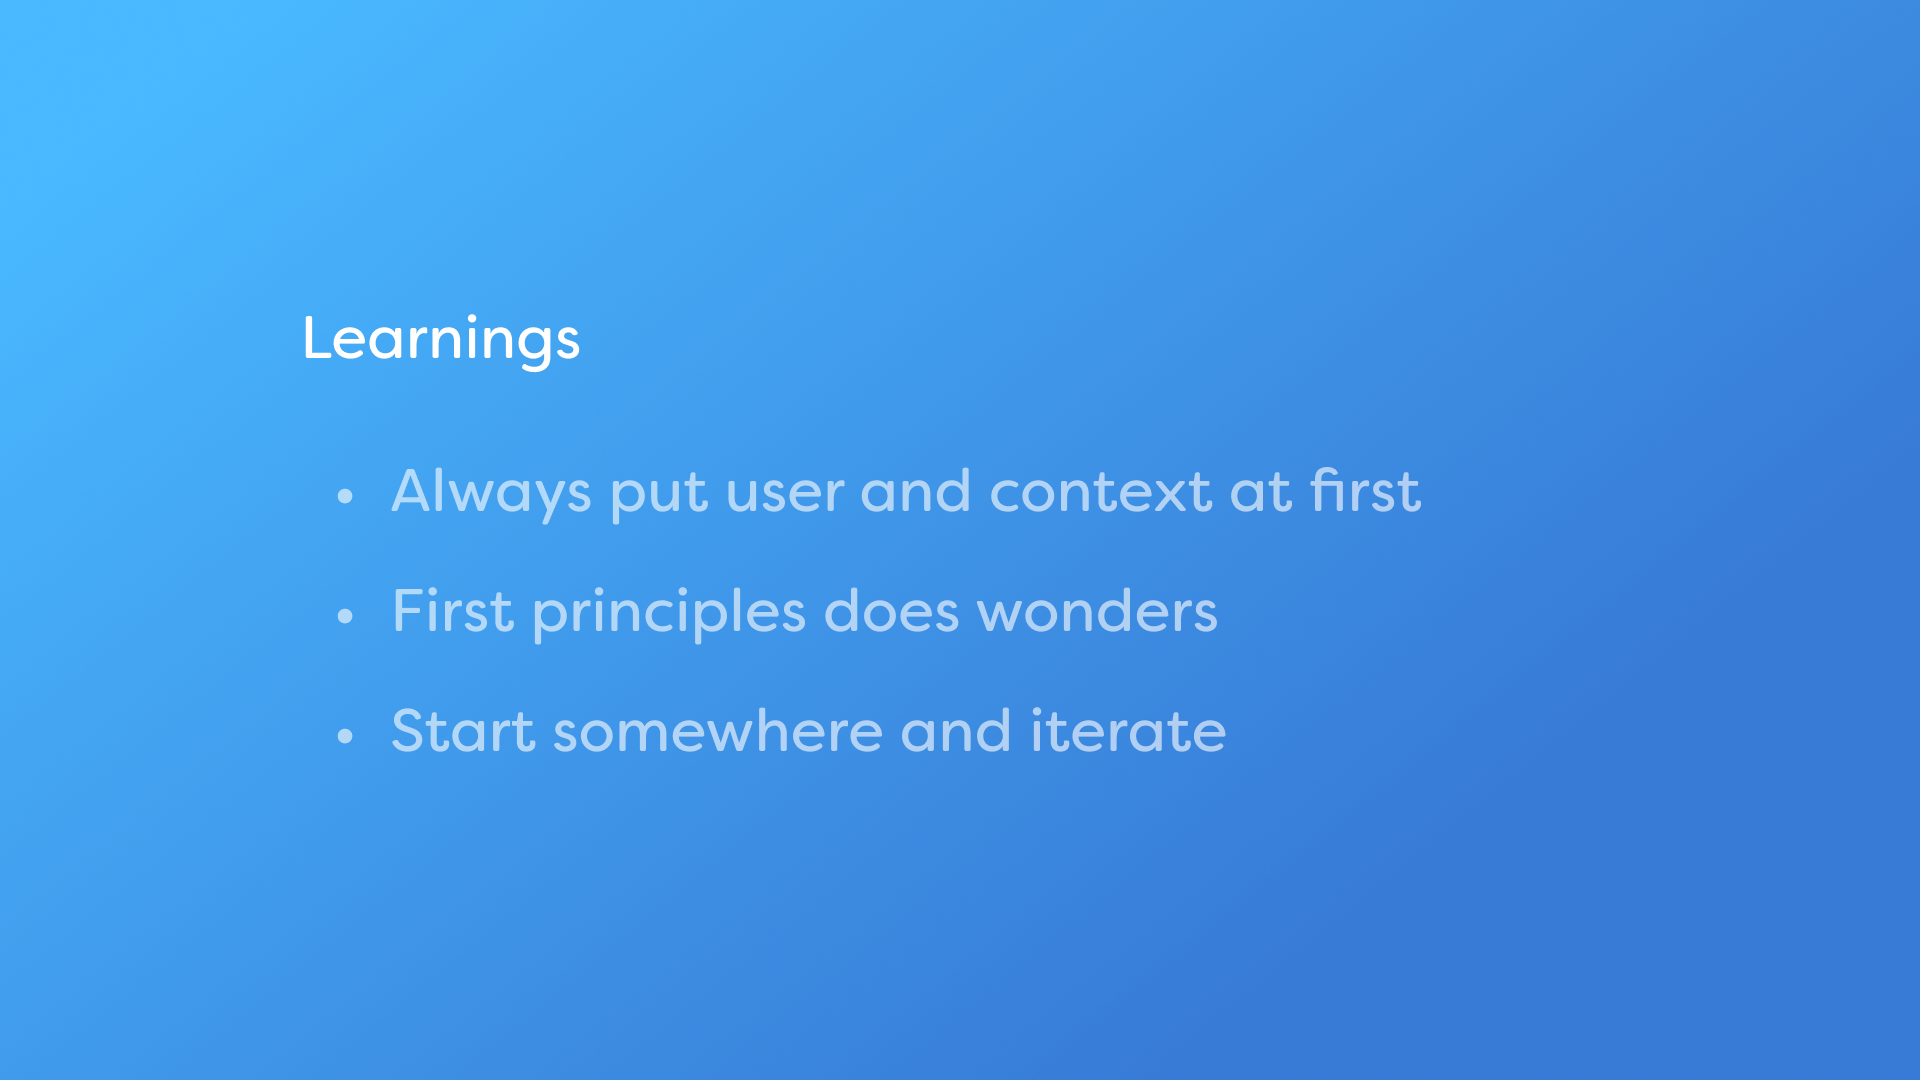 Learnings
• Always put user and context at first
• First principles does wonders
• Start somewhere and iterate